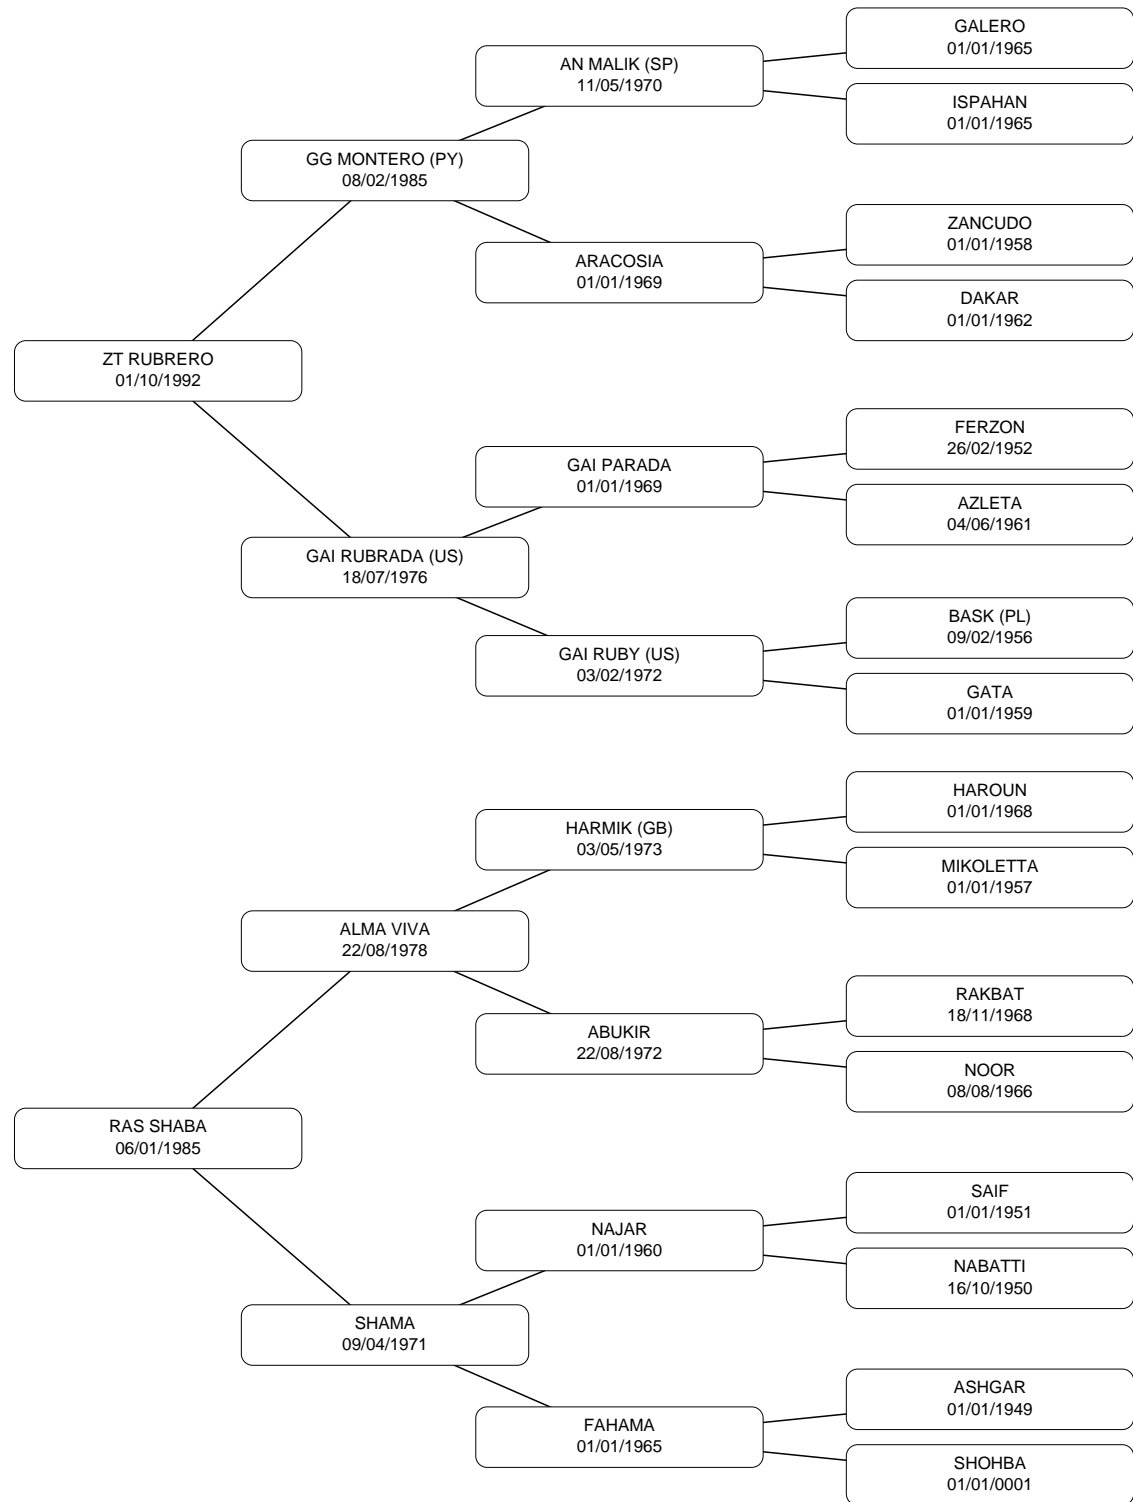 GALERO
01/01/1965
AN MALIK (SP)
11/05/1970
ISPAHAN
01/01/1965
GG MONTERO (PY)
08/02/1985
ZANCUDO
01/01/1958
ARACOSIA
01/01/1969
DAKAR
01/01/1962
ZT RUBRERO
01/10/1992
FERZON
26/02/1952
GAI PARADA
01/01/1969
AZLETA
04/06/1961
GAI RUBRADA (US)
18/07/1976
BASK (PL)
09/02/1956
GAI RUBY (US)
03/02/1972
GATA
01/01/1959
HAROUN
01/01/1968
HARMIK (GB)
03/05/1973
MIKOLETTA
01/01/1957
ALMA VIVA
22/08/1978
RAKBAT
18/11/1968
ABUKIR
22/08/1972
NOOR
08/08/1966
RAS SHABA
06/01/1985
SAIF
01/01/1951
NAJAR
01/01/1960
NABATTI
16/10/1950
SHAMA
09/04/1971
ASHGAR
01/01/1949
FAHAMA
01/01/1965
SHOHBA
01/01/0001